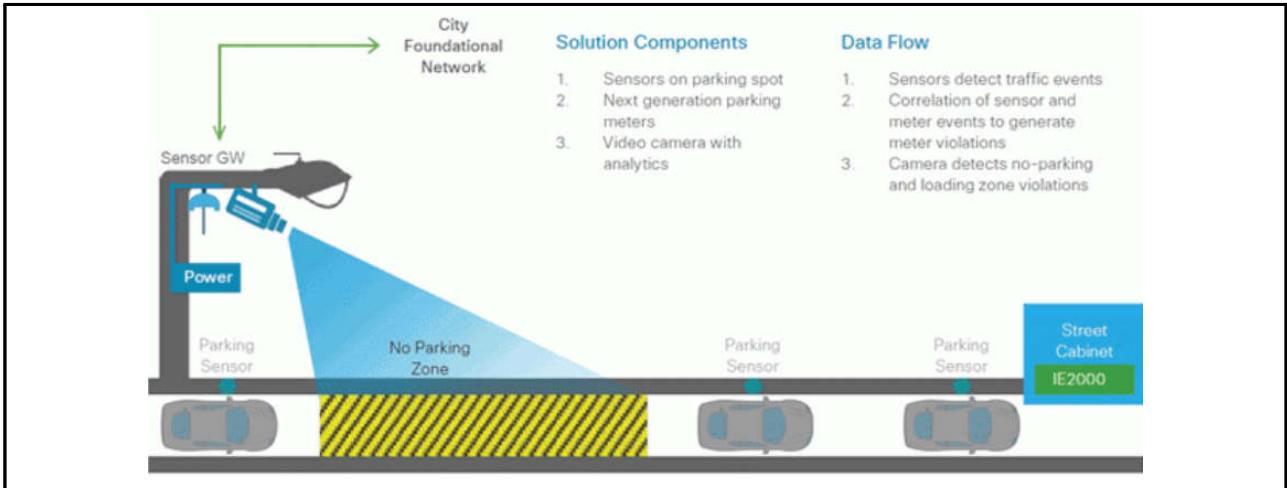 City
Foundational
Network
Solution Components
1. Sensors on parking spot
2. Next generation parking
meters
3. Video camera with
analytics
Data Flow
1. Sensors detect traffic events
2. Correlation of sensor and
meter events to generate
meter violations
3. Camera detects no-parking
and loading zone violations
Sensor GW
Power
Parking
Sensor
No Parking
Zone
Parking
Sensor
Parking
Sensor
Street
Cabinet
IE2000